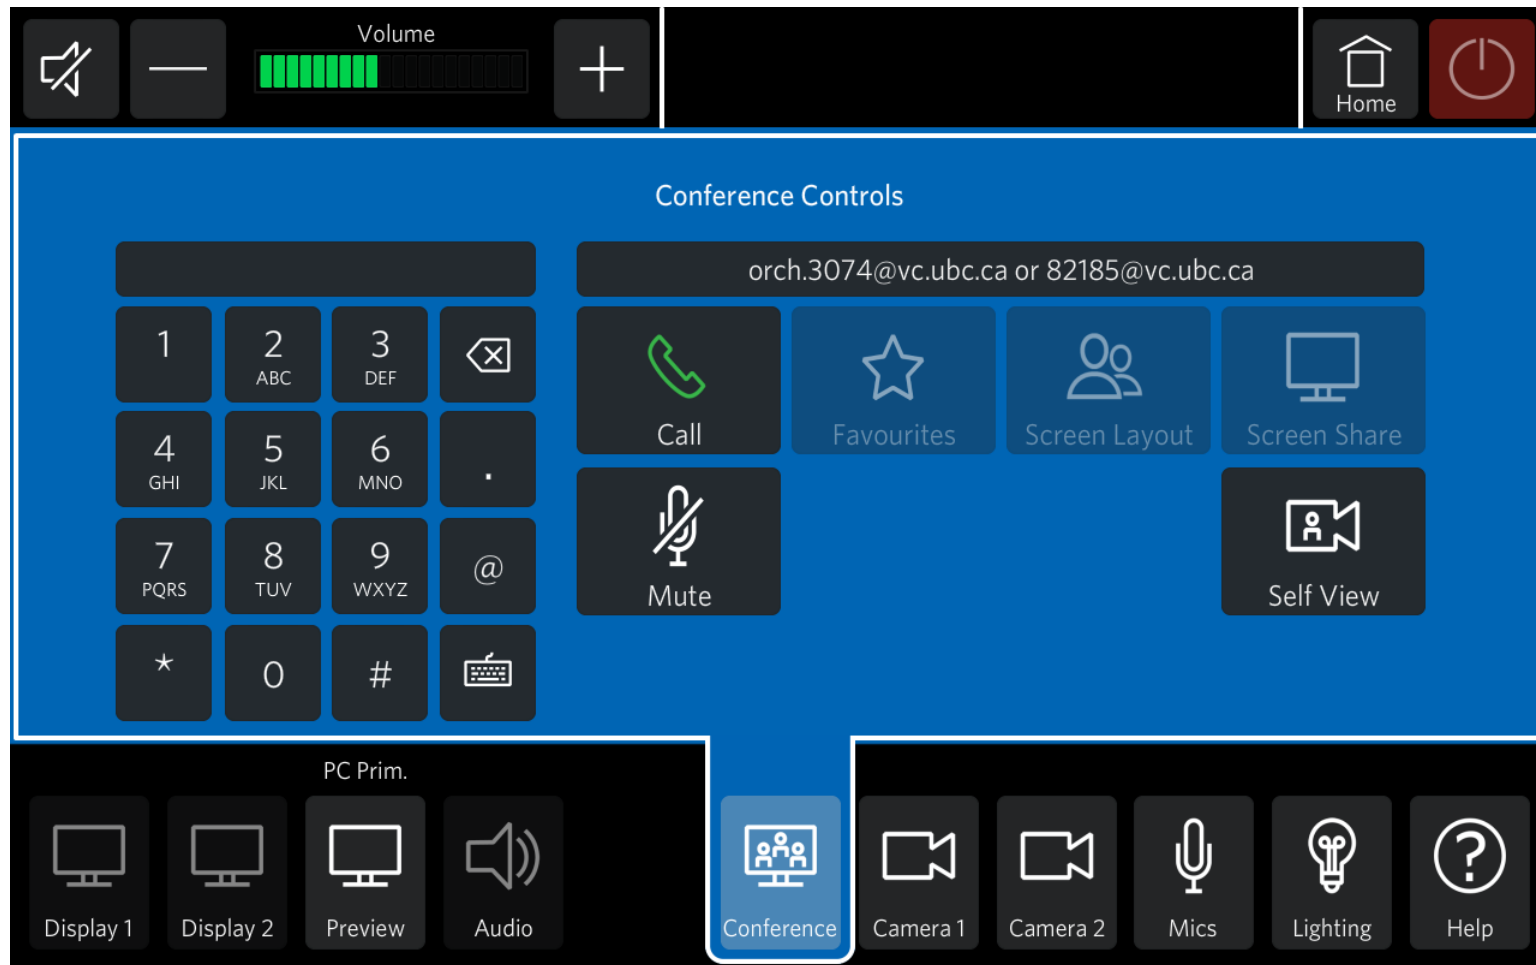 Volume
Home
Conference Controls
orch.3074@vc.ubc.ca or 82185@vc.ubc.ca
1
2
ABC
3
DEF
4
GHI
5
JKL
6
MNO
.
7
PQRS
8
TUV
9
WXYZ
@
*
0
#
Call
Favourites
Screen Layout
Screen Share
Mute
Self View
PC Prim.
Display 1
Display 2
Preview
Audio
Conference
Camera 1
Camera 2
Mics
Lighting
?
Help